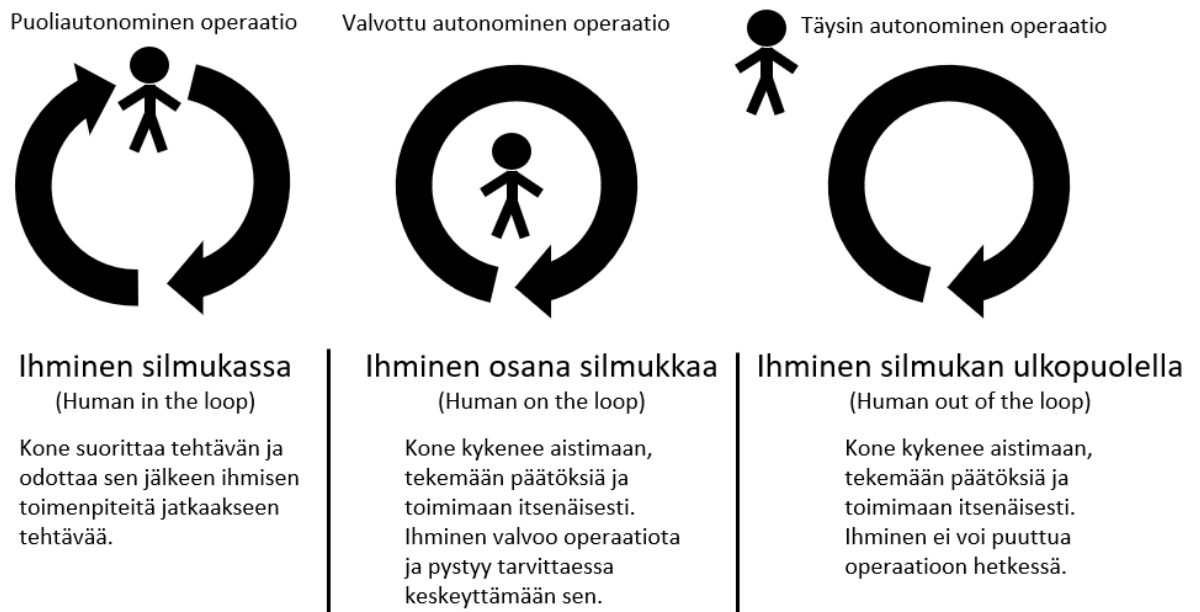 Puoliautonominen operaatio
Valvottu autonominen operaatio
Täysin autonominen operaatio
Ihminen silmukassa
(Human in the loop)
Kone suorittaa tehtävän ja
odottaa sen jälkeen ihmisen
toimenpiteitä jatkaakseen
tehtävää.
Ihminen osana silmukkaa
(Human on the loop)
Kone kykenee aistimaan,
tekemään päätöksiä ja
toimimaan itsenäisesti.
Ihminen valvoo operaatiota
ja pystyy tarvittaessa
keskeyttämään sen.
Ihminen silmukan ulkopuolella
(Human out of the loop)
Kone kykenee aistimaan,
tekemään päätöksiä ja
toimimaan itsenäisesti.
Ihminen ei voi puuttua
operaatioon hetkessä.